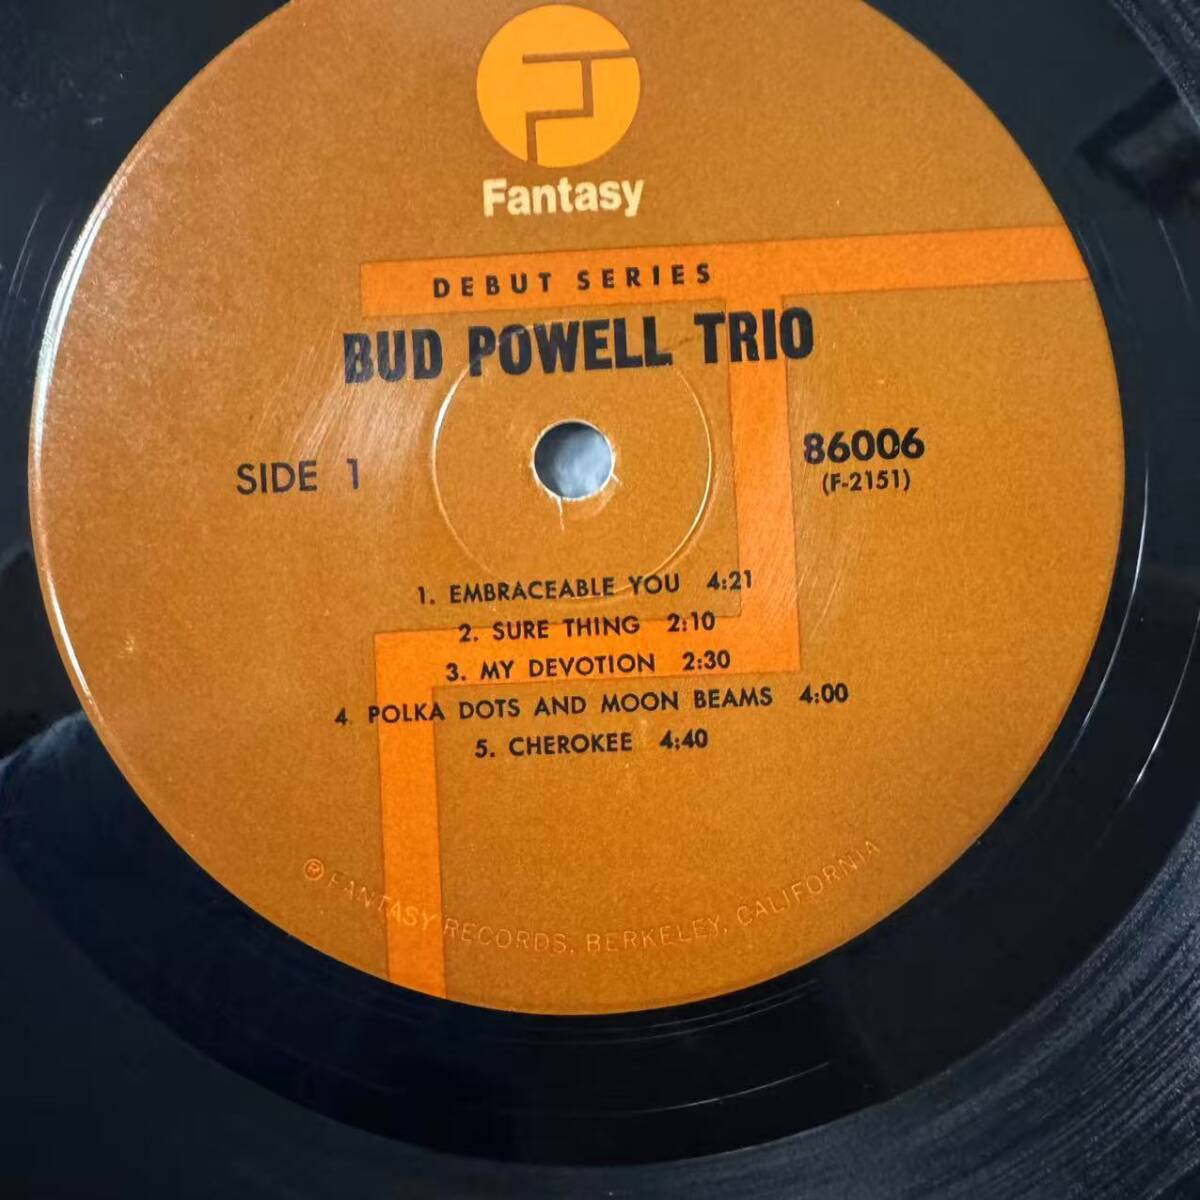 Fantasy
DEBUT SERIES
BUD POWELL TRIO
SIDE 1
86006
(F-2151)
1. EMBRACEABLE YOU 4:21
2. SURE THING 2:10
3. MY DEVOTION 2:30
4. POLKA DOTS AND MOON BEAMS 4:00
5. CHEROKEE 4:40
℗ FANTASY RECORDS, BERKELEY, CALIFORNIA